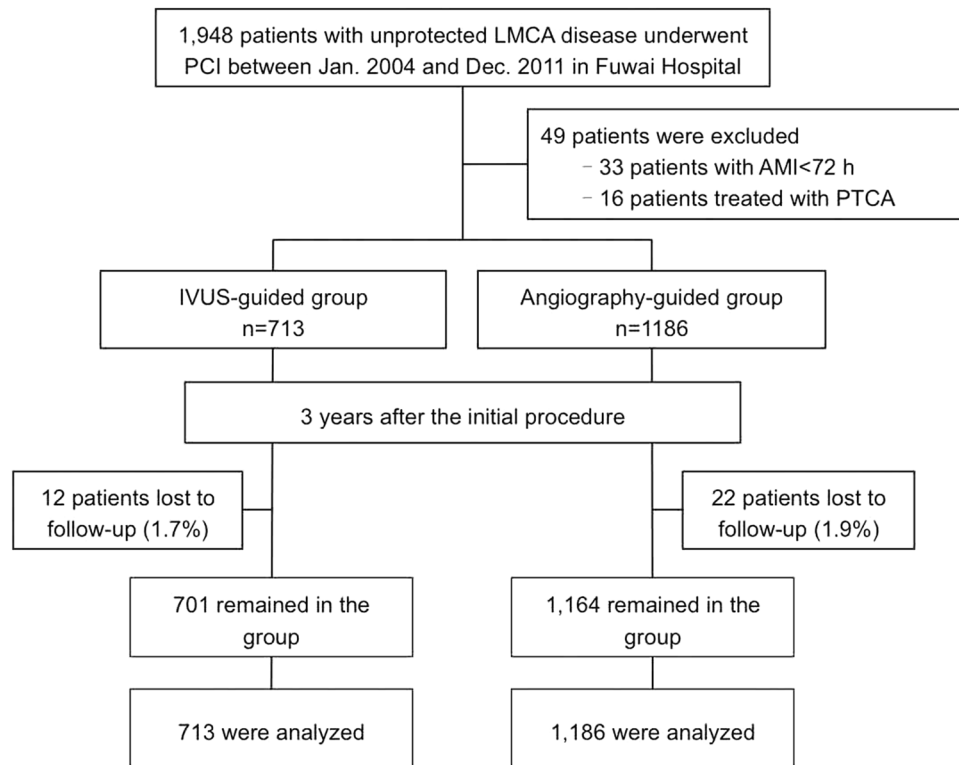 1,948 patients with unprotected LMCA disease underwent
PCI between Jan. 2004 and Dec. 2011 in Fuwai Hospital
49 patients were excluded
- 33 patients with AMI<72 h
- 16 patients treated with PTCA
IVUS-guided group
n=713
Angiography-guided group
n=1186
3 years after the initial procedure
12 patients lost to
follow-up (1.7%)
22 patients lost to
follow-up (1.9%)
701 remained in the
group
1,164 remained in the
group
713 were analyzed
1,186 were analyzed